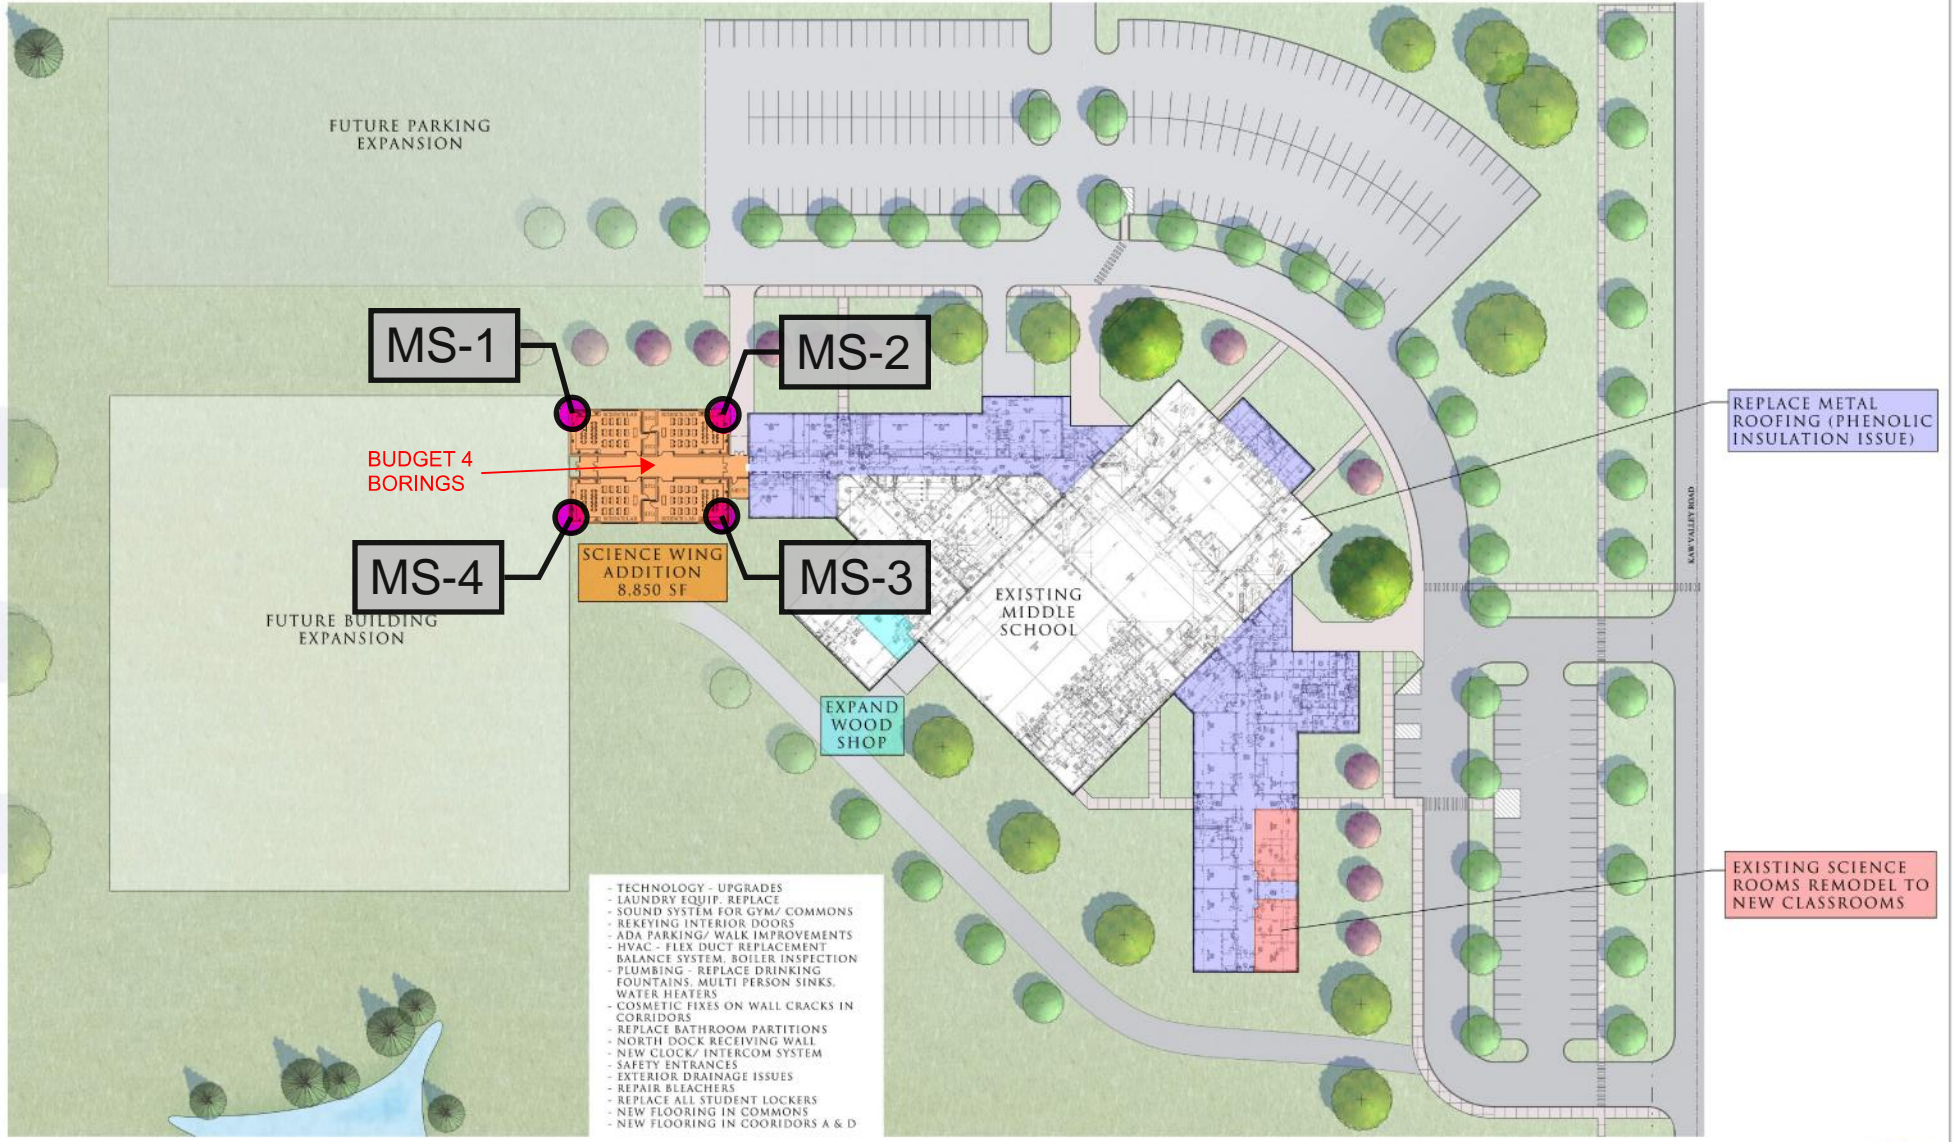 FUTURE PARKING
EXPANSION
MS-1
MS-2
BUDGET 4
BORINGS
MS-4
MS-3
SCIENCE WING
ADDITION
8,850 SF
FUTURE BUILDING
EXPANSION
EXISTING
MIDDLE
SCHOOL
EXPAND
WOOD
SHOP
REPLACE METAL
ROOFING (PHENOLIC
INSULATION ISSUE)
KAW VALLEY ROAD
EXISTING SCIENCE
ROOMS REMODEL TO
NEW CLASSROOMS
- TECHNOLOGY - UPGRADES
- LAUNDRY EQUIP. REPLACE
- SOUND SYSTEM FOR GYM/ COMMONS
- REKEYING INTERIOR DOORS
- ADA PARKING/ WALK IMPROVEMENTS
- HVAC - FLEX DUCT REPLACEMENT
BALANCE SYSTEM, BOILER INSPECTION
- PLUMBING - REPLACE DRINKING
FOUNTAINS, MULTI PERSON SINKS,
WATER HEATERS
- COSMETIC FIXES ON WALL CRACKS IN
CORRIDORS
- REPLACE BATHROOM PARTITIONS
- NORTH DOCK RECEIVING WALL
- NEW CLOCK/ INTERCOM SYSTEM
- SAFETY ENTRANCES
- EXTERIOR DRAINAGE ISSUES
- REPAIR BLEACHERS
- REPLACE ALL STUDENT LOCKERS
- NEW FLOORING IN COMMONS
- NEW FLOORING IN COORIDORS A & D